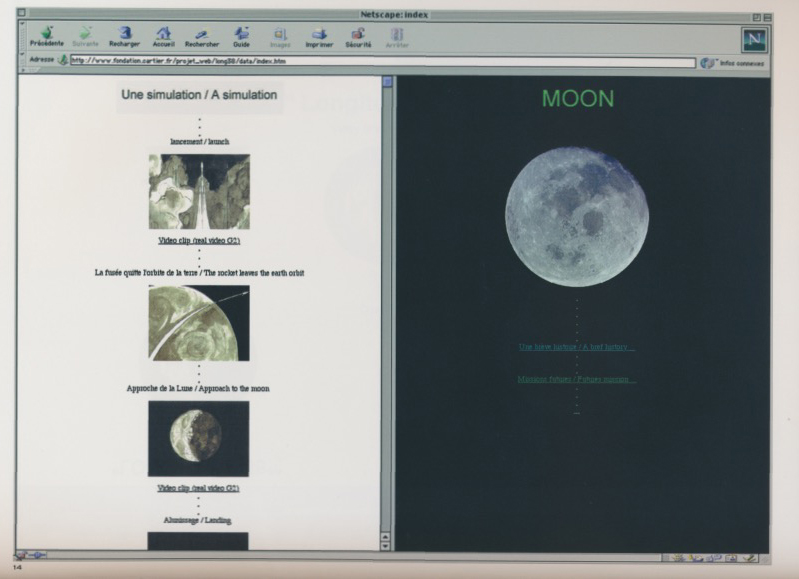 Netscape: index
Précédente Suivante Recharger Accueil Rechercher Guide Images Imprimer Sécurité Arrêter
N
Adresse http://www.fondation.cartier.fr/projet_web/long88/data/index.htm Infos connexes
Une simulation / A simulation
lancement / launch
Video clip (real video G2)
La fusée quitte l'orbite de la terre / The rocket leaves the earth orbit
Approche de la Lune / Approach to the moon
Video clip (real video G2)
Alunissage / Landing
MOON
Une brève histoire / A brief history
Missions futures / Futures missions
14